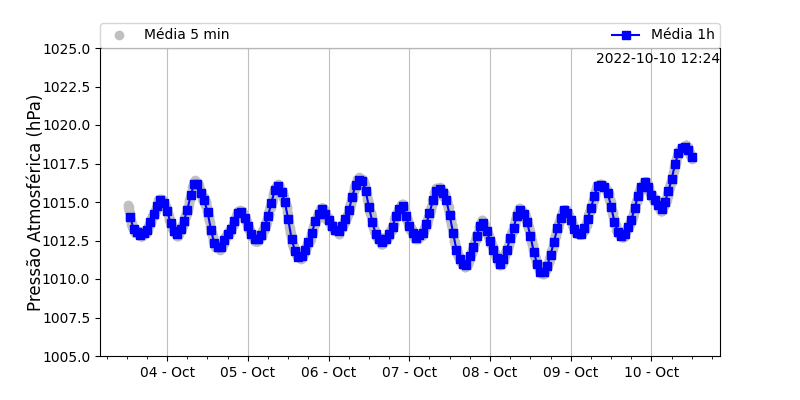 Média 5 min
Média 1h
2022-10-10 12:24
Pressão Atmosférica (hPa)
1025.0
1022.5
1020.0
1017.5
1015.0
1012.5
1010.0
1007.5
1005.0
04 - Oct
05 - Oct
06 - Oct
07 - Oct
08 - Oct
09 - Oct
10 - Oct